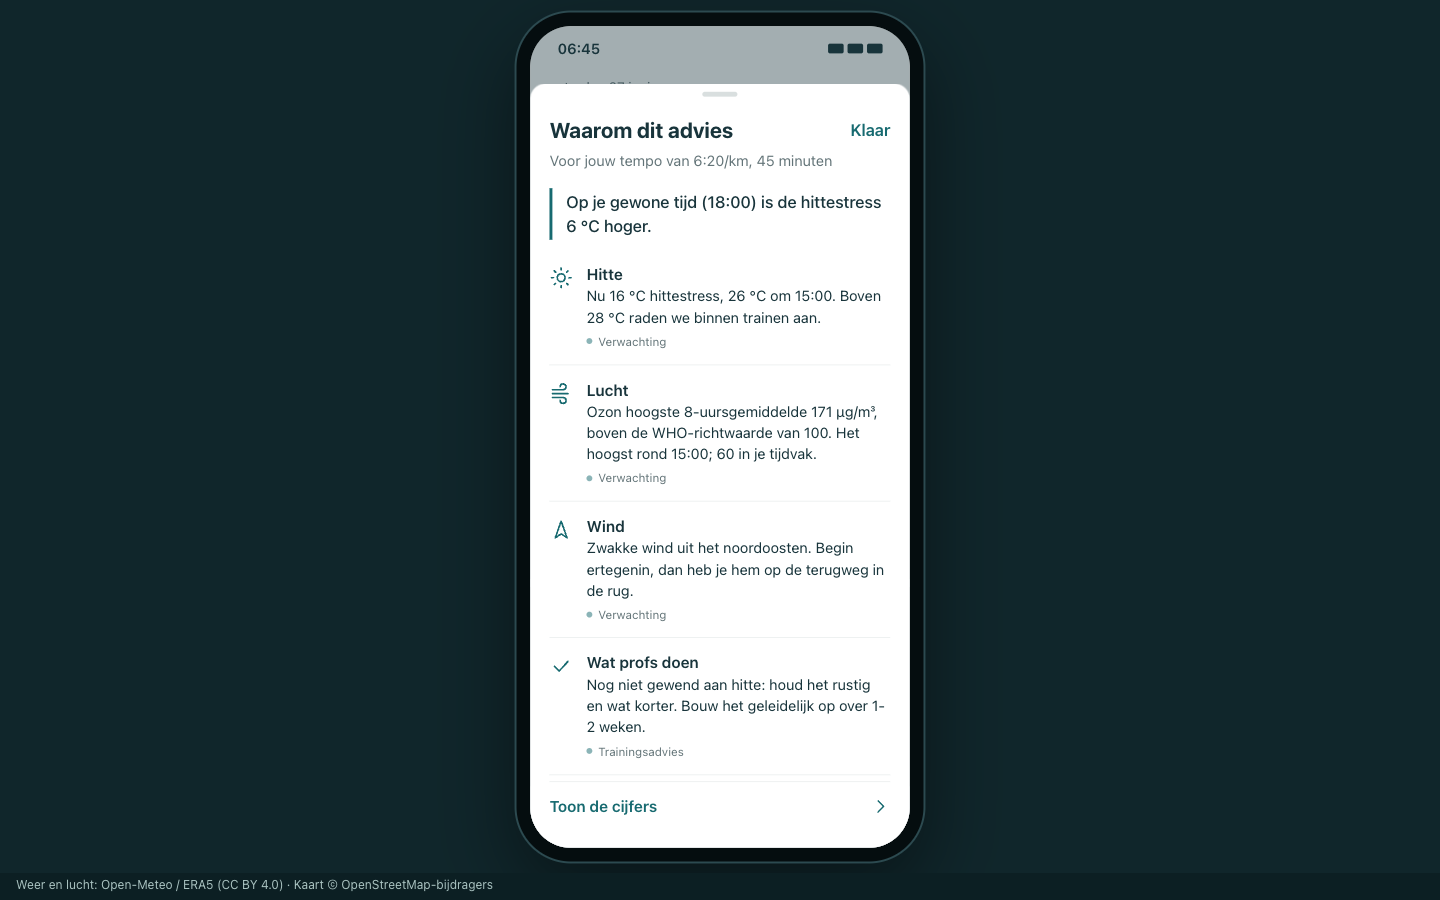 06:45
Waarom dit advies
Klaar
Voor jouw tempo van 6:20/km, 45 minuten
Op je gewone tijd (18:00) is de hittestress
6 °C hoger.
Hitte
Nu 16 °C hittestress, 26 °C om 15:00. Boven
28 °C raden we binnen trainen aan.
Verwachting
Lucht
Ozon hoogste 8-uursgemiddelde 171 µg/m³,
boven de WHO-richtwaarde van 100. Het
hoogst rond 15:00; 60 in je tijdvak.
Verwachting
Wind
Zwakke wind uit het noordoosten. Begin
ertegenin, dan heb je hem op de terugweg in
de rug.
Verwachting
Wat profs doen
Nog niet gewend aan hitte: houd het rustig
en wat korter. Bouw het geleidelijk op over 1-
2 weken.
Trainingsadvies
Toon de cijfers
Weer en lucht: Open-Meteo / ERA5 (CC BY 4.0) · Kaart © OpenStreetMap-bijdragers